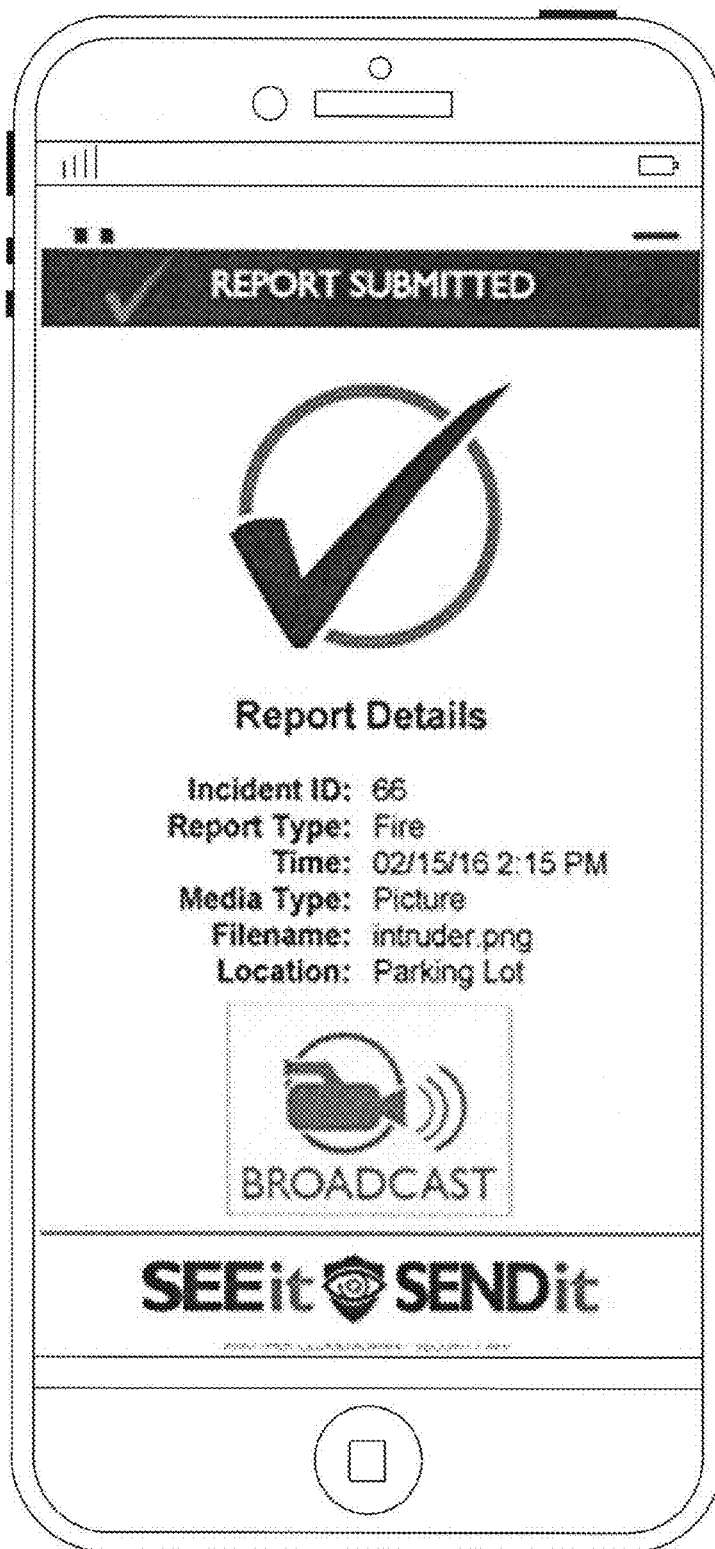 REPORT SUBMITTED
Report Details
Incident ID: 66
Report Type: Fire
Time: 02/15/16 2:15 PM
Media Type: Picture
Filename: intruder.png
Location: Parking Lot
BROADCAST
SEEit SENDit